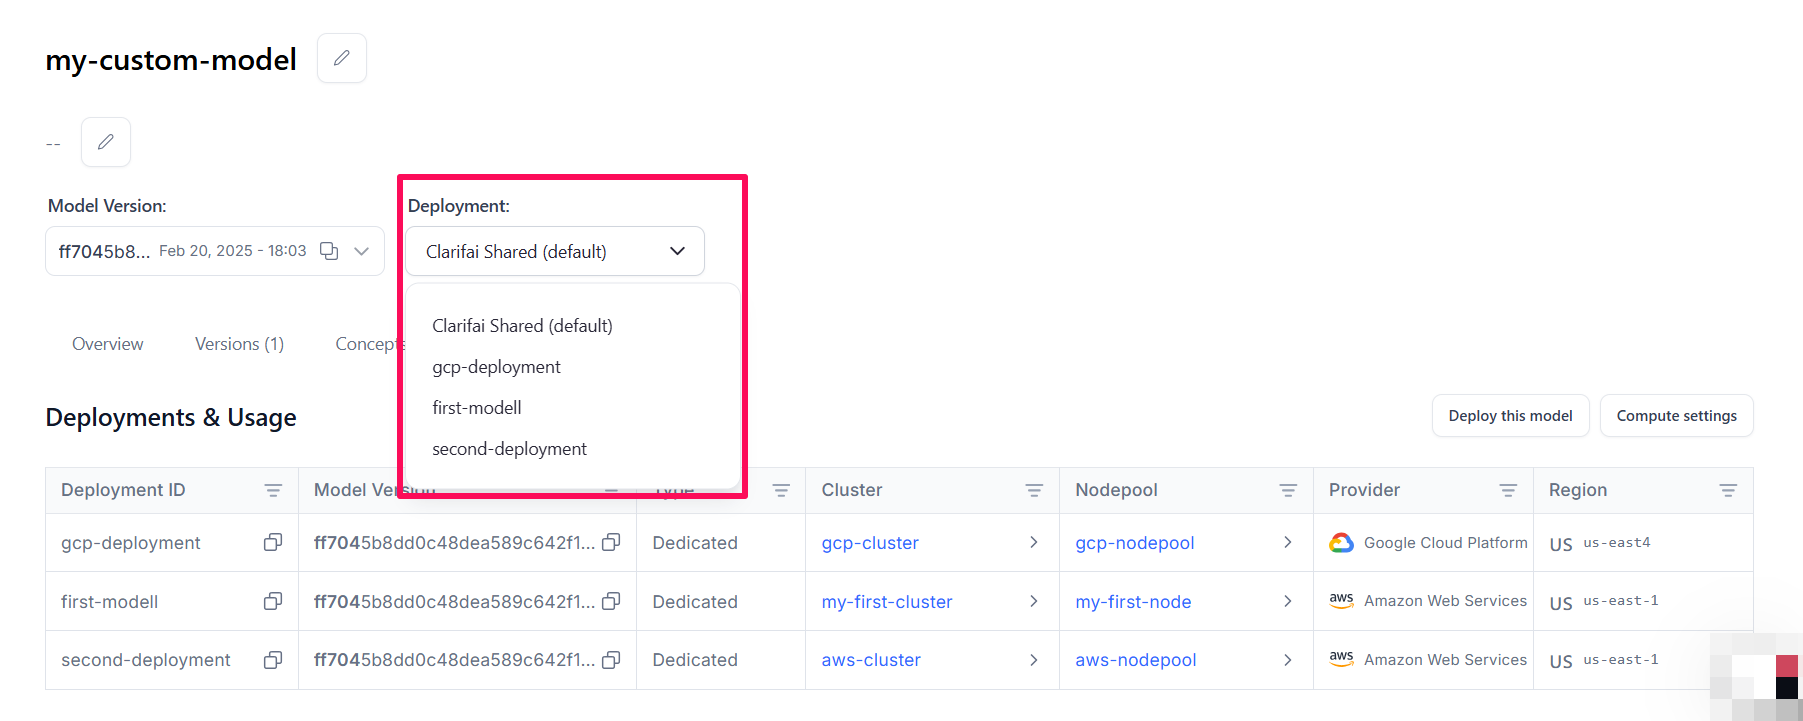 my-custom-model
--
Model Version:
Deployment:
ff7045b8... Feb 20, 2025 - 18:03
Clarifai Shared (default)
Clarifai Shared (default)
gcp-deployment
first-modell
second-deployment
Overview Versions (1) Concept
Deployments & Usage
Deploy this model Compute settings
Deployment ID Model Version Type Cluster Nodepool Provider Region
gcp-deployment ff7045b8dd0c48dea589c642f1... Dedicated gcp-cluster gcp-nodepool Google Cloud Platform US us-east4
first-modell ff7045b8dd0c48dea589c642f1... Dedicated my-first-cluster my-first-node aws Amazon Web Services US us-east-1
second-deployment ff7045b8dd0c48dea589c642f1... Dedicated aws-cluster aws-nodepool aws Amazon Web Services US us-east-1